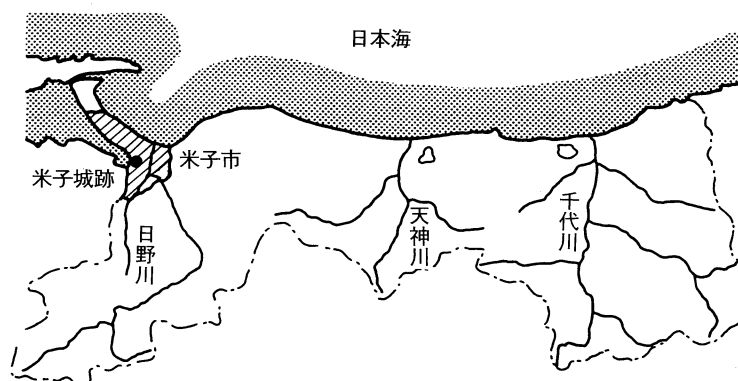 日本海
米子市
米子城跡
日野川
天神川
千代川